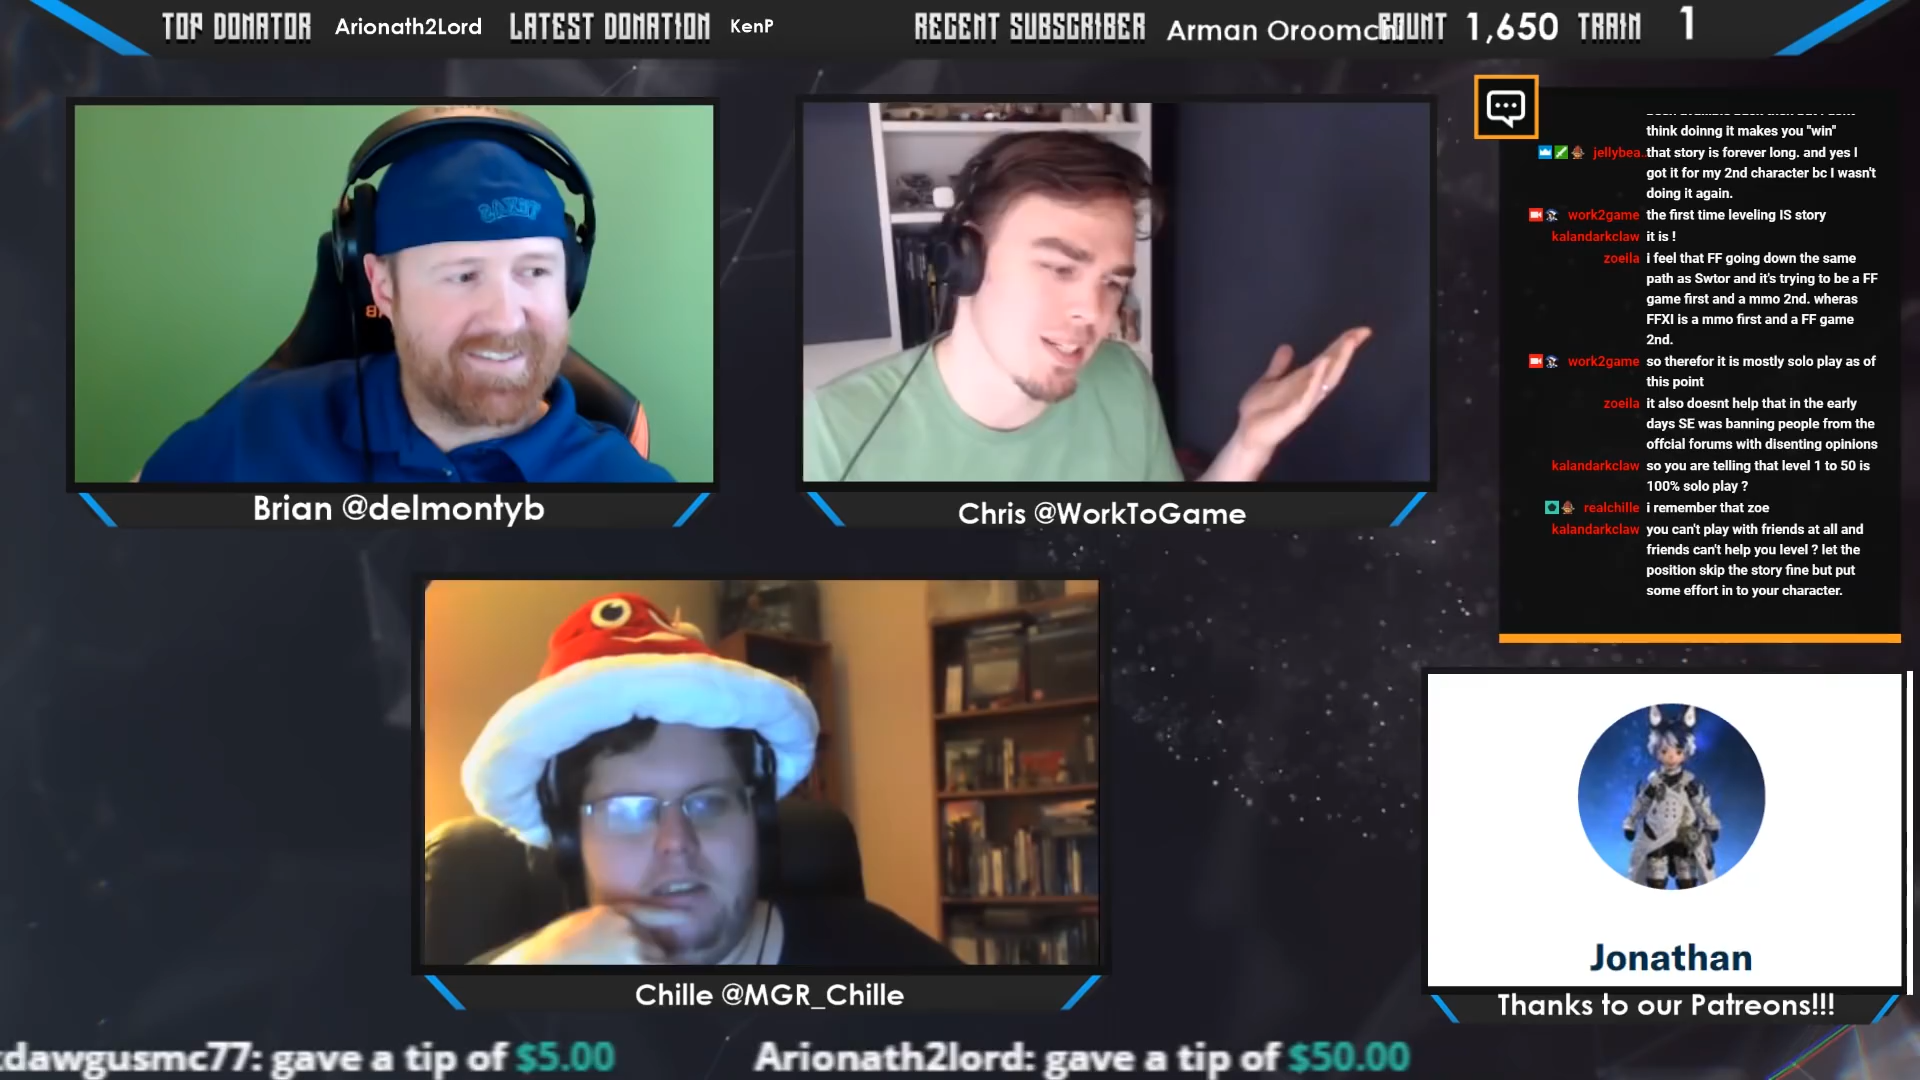 TOP DONATOR Arionath2Lord LATEST DONATION KenP RECENT SUBSCRIBER Arman Oroomchi COUNT 1,650 TRAIN 1
think doinng it makes you "win"
jellybea.. that story is forever long. and yes I
got it for my 2nd character bc I wasn't
doing it again.
work2game the first time leveling IS story
kalandarkclaw it is !
zoeila i feel that FF going down the same
path as Swtor and it's trying to be a FF
game first and a mmo 2nd. wheras
FFXI is a mmo first and a FF game
2nd.
work2game so therefor it is mostly solo play as of
this point
zoeila it also doesnt help that in the early
days SE was banning people from the
offcial forums with disenting opinions
kalandarkclaw so you are telling that level 1 to 50 is
100% solo play ?
realchille i remember that zoe
kalandarkclaw you can't play with friends at all and
friends can't help you level ? let the
position skip the story fine but put
some effort in to your character.
Brian @delmontyb
Chris @WorkToGame
Chille @MGR_Chille
Jonathan
Thanks to our Patreons!!!
dawgusmc77: gave a tip of $5.00 Arionath2lord: gave a tip of $50.00